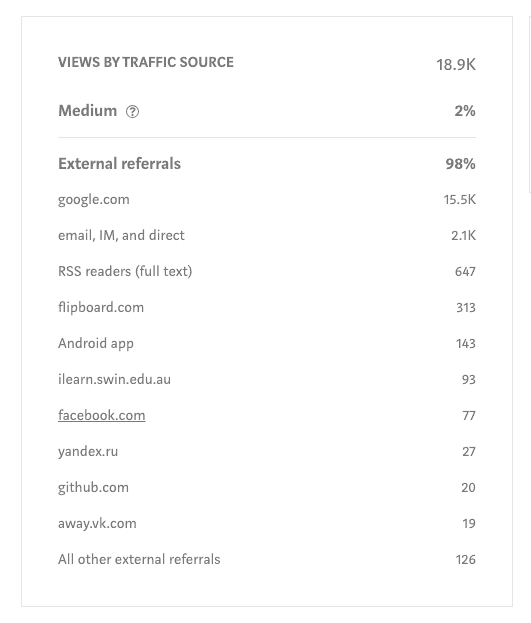 VIEWS BY TRAFFIC SOURCE 18.9K
Medium ? 2%
External referrals 98%
google.com 15.5K
email, IM, and direct 2.1K
RSS readers (full text) 647
flipboard.com 313
Android app 143
ilearn.swin.edu.au 93
facebook.com 77
yandex.ru 27
github.com 20
away.vk.com 19
All other external referrals 126